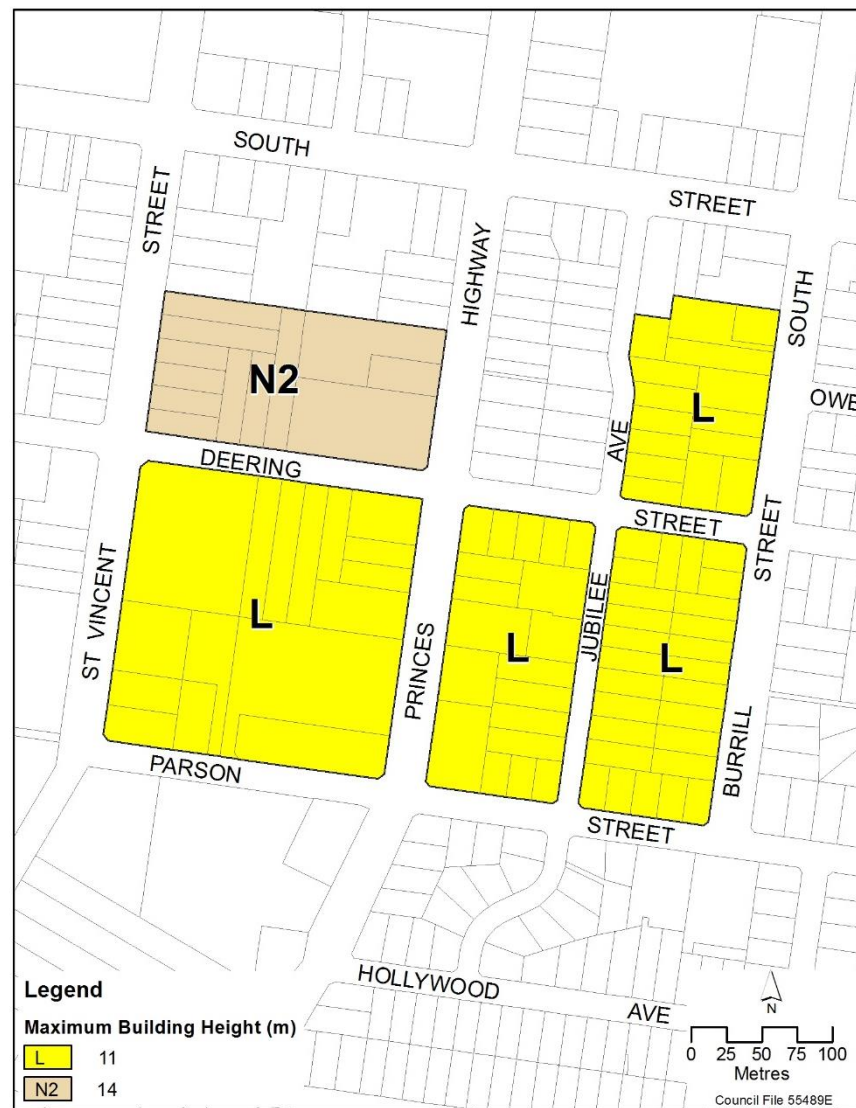 SOUTH
STREET
STREET
HIGHWAY
SOUTH
N2
L
OWE
AVE
DEERING
STREET
STREET
ST VINCENT
L
PRINCES
L
JUBILEE
L
BURRILL
PARSON
STREET
HOLLYWOOD
AVE
Legend
Maximum Building Height (m)
L 11
N2 14
N
0 25 50 75 100
Metres
Council File 55489E